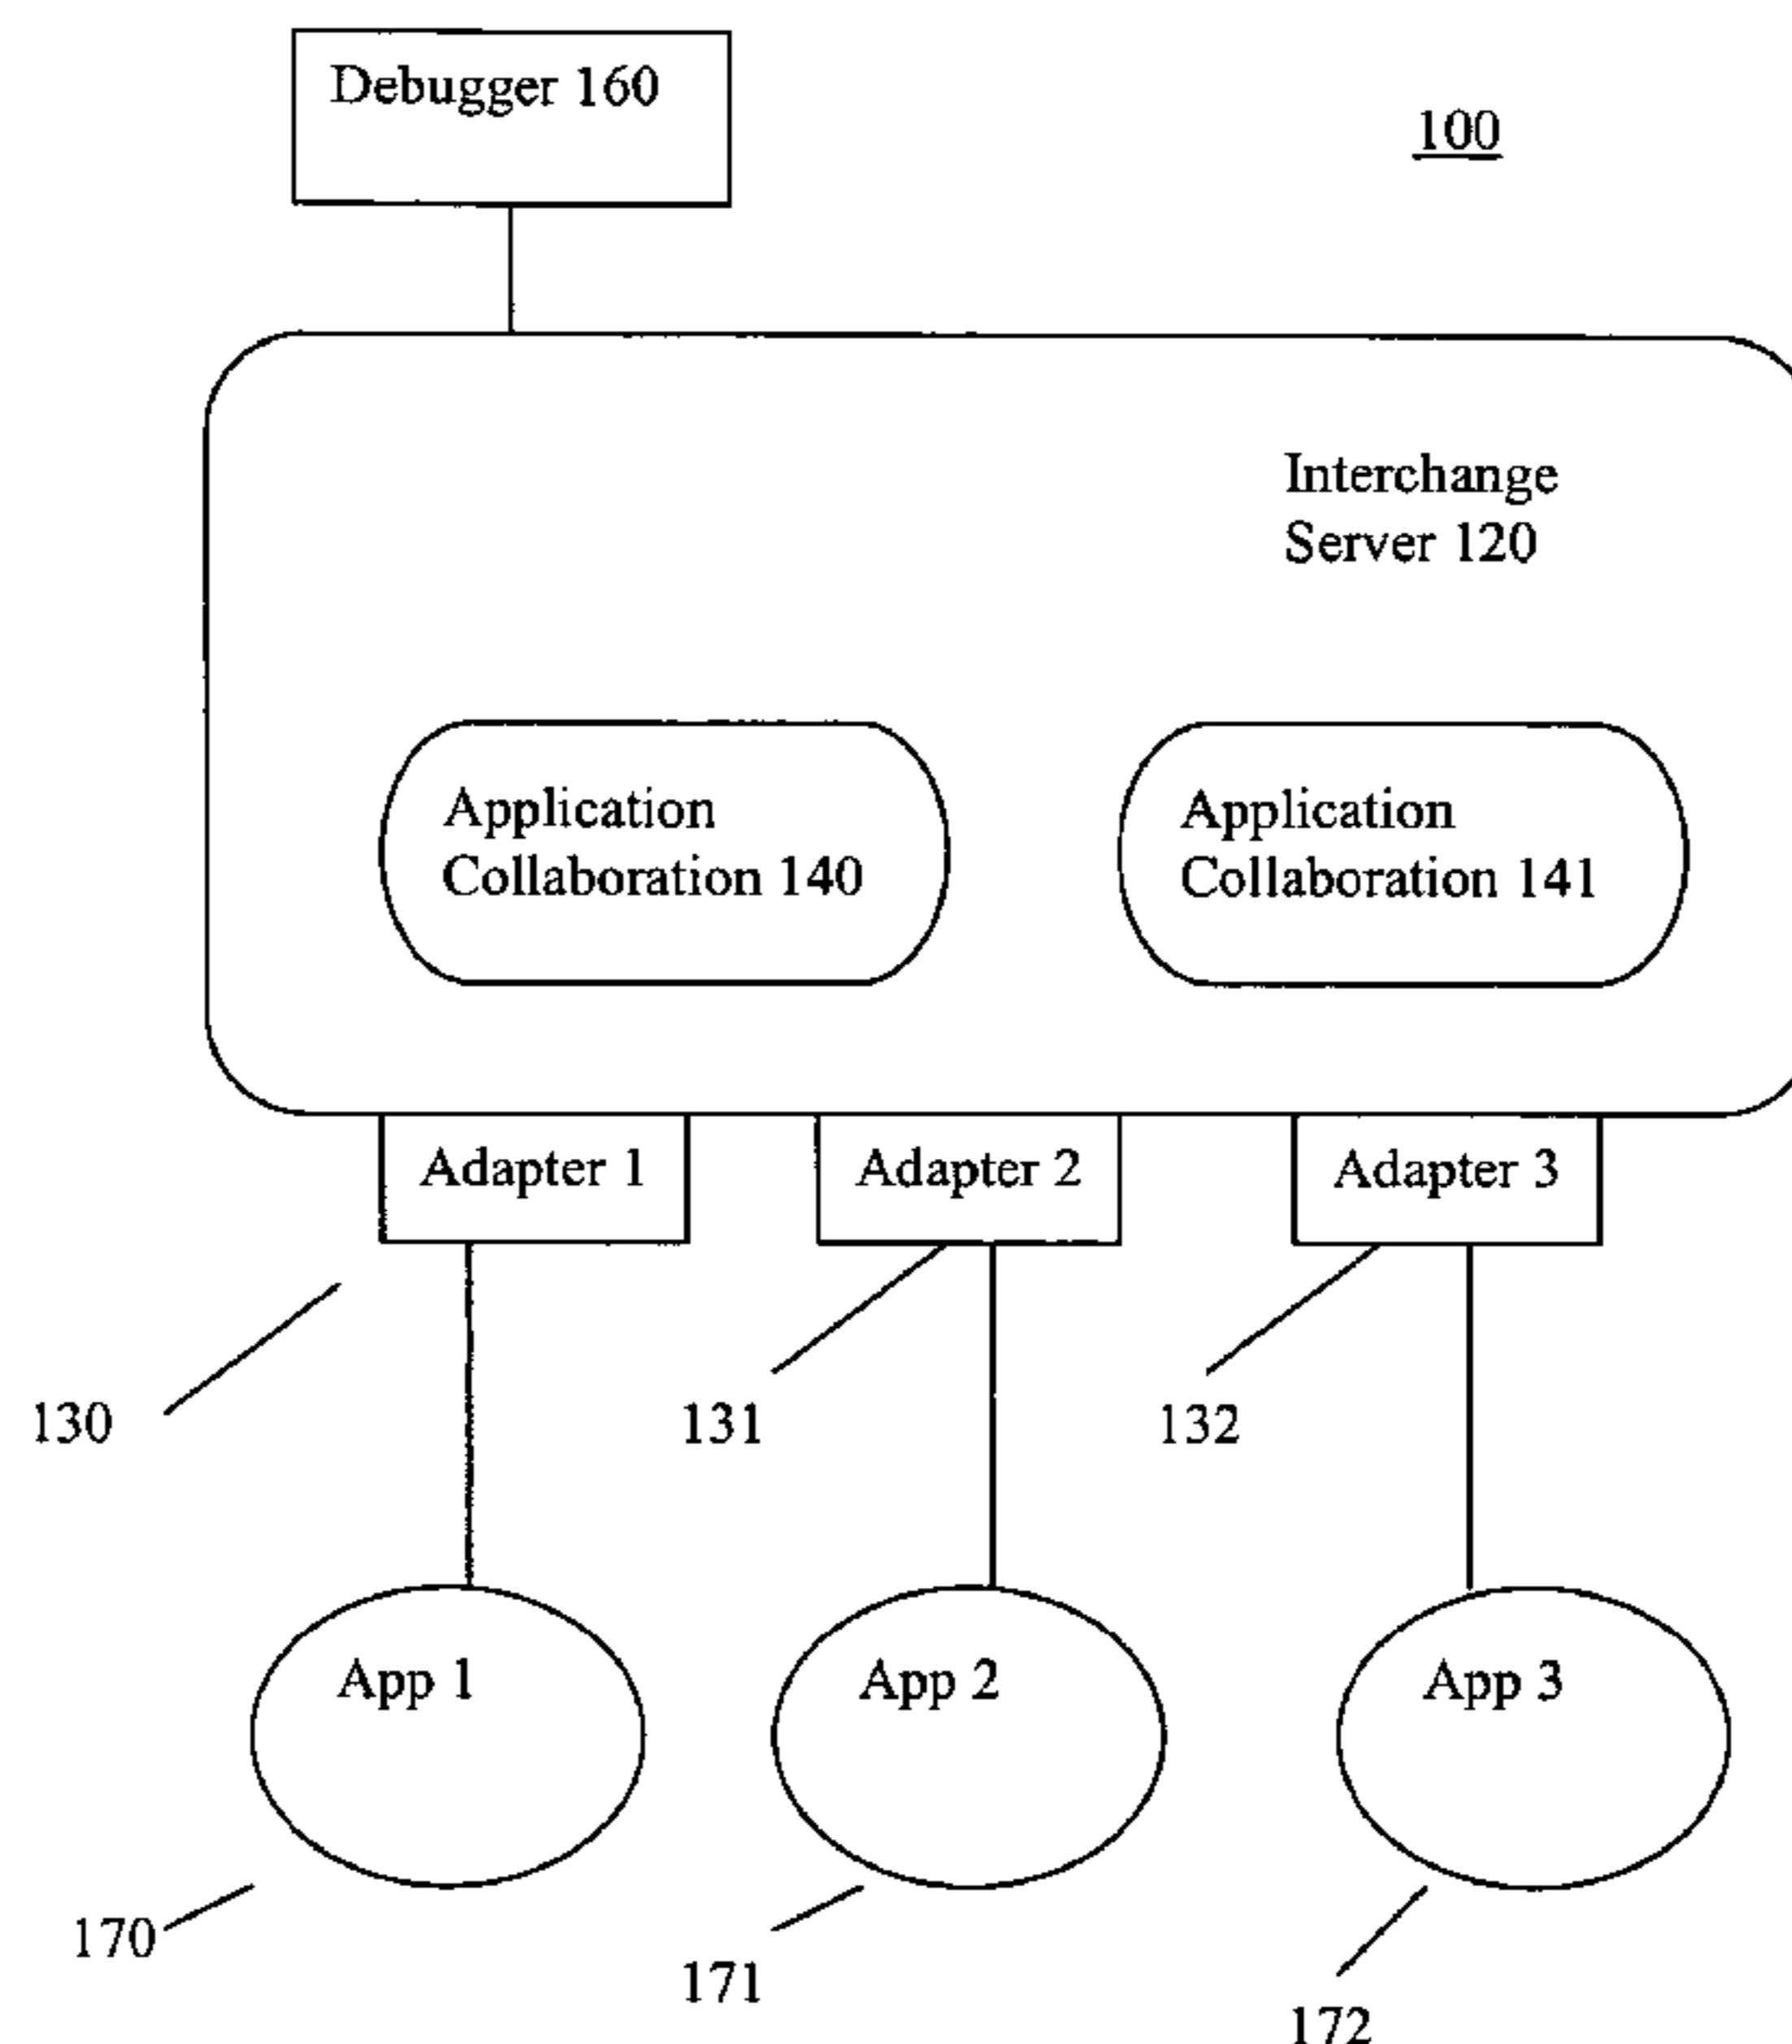 Debugger 160
100
Interchange
Server 120
Application
Collaboration 140
Application
Collaboration 141
Adapter 1
Adapter 2
Adapter 3
130
131
132
App 1
App 2
App 3
170
171
172